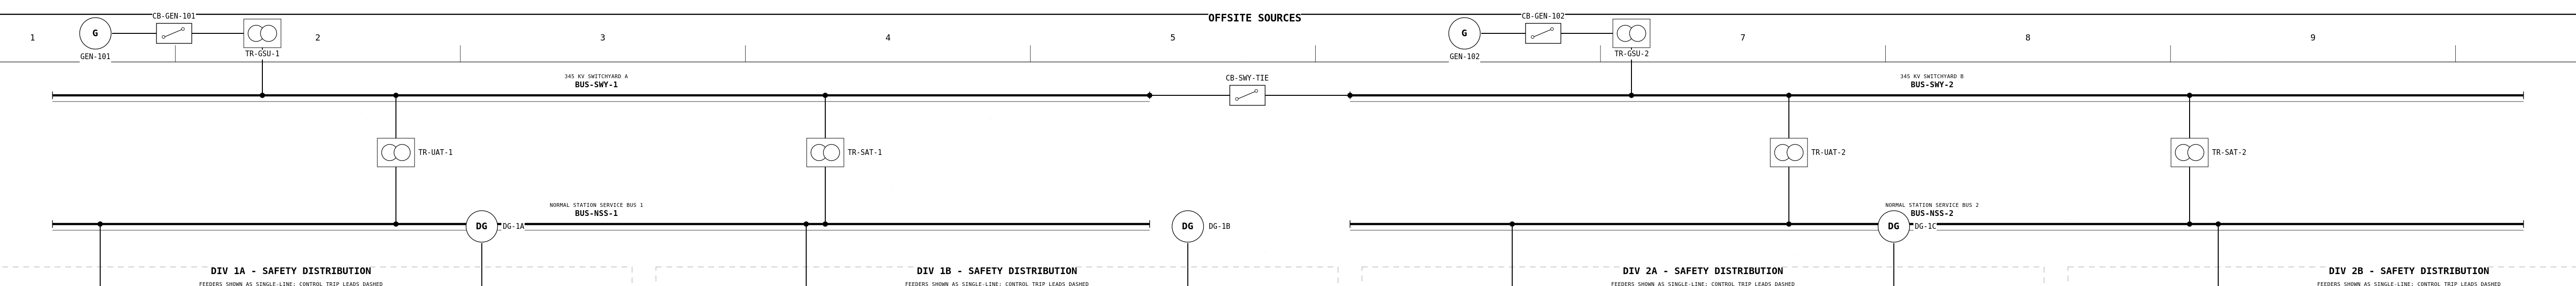 OFFSITE SOURCES
CB-GEN-101
CB-GEN-102
G
G
1
2
3
4
5
7
8
9
GEN-101
TR-GSU-1
GEN-102
TR-GSU-2
345 KV SWITCHYARD A
BUS-SWY-1
CB-SWY-TIE
345 KV SWITCHYARD B
BUS-SWY-2
TR-UAT-1
TR-SAT-1
TR-UAT-2
TR-SAT-2
NORMAL STATION SERVICE BUS 1
BUS-NSS-1
NORMAL STATION SERVICE BUS 2
BUS-NSS-2
DG
DG-1A
DG
DG-1B
DG
DG-1C
DIV 1A - SAFETY DISTRIBUTION
DIV 1B - SAFETY DISTRIBUTION
DIV 2A - SAFETY DISTRIBUTION
DIV 2B - SAFETY DISTRIBUTION
FEEDERS SHOWN AS SINGLE-LINE; CONTROL TRIP LEADS DASHED
FEEDERS SHOWN AS SINGLE-LINE; CONTROL TRIP LEADS DASHED
FEEDERS SHOWN AS SINGLE-LINE; CONTROL TRIP LEADS DASHED
FEEDERS SHOWN AS SINGLE-LINE; CONTROL TRIP LEADS DASHED